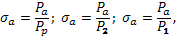 σₐ = Pₐ/Pₚ; σₐ = Pₐ/P₂; σₐ = Pₐ/P₁,